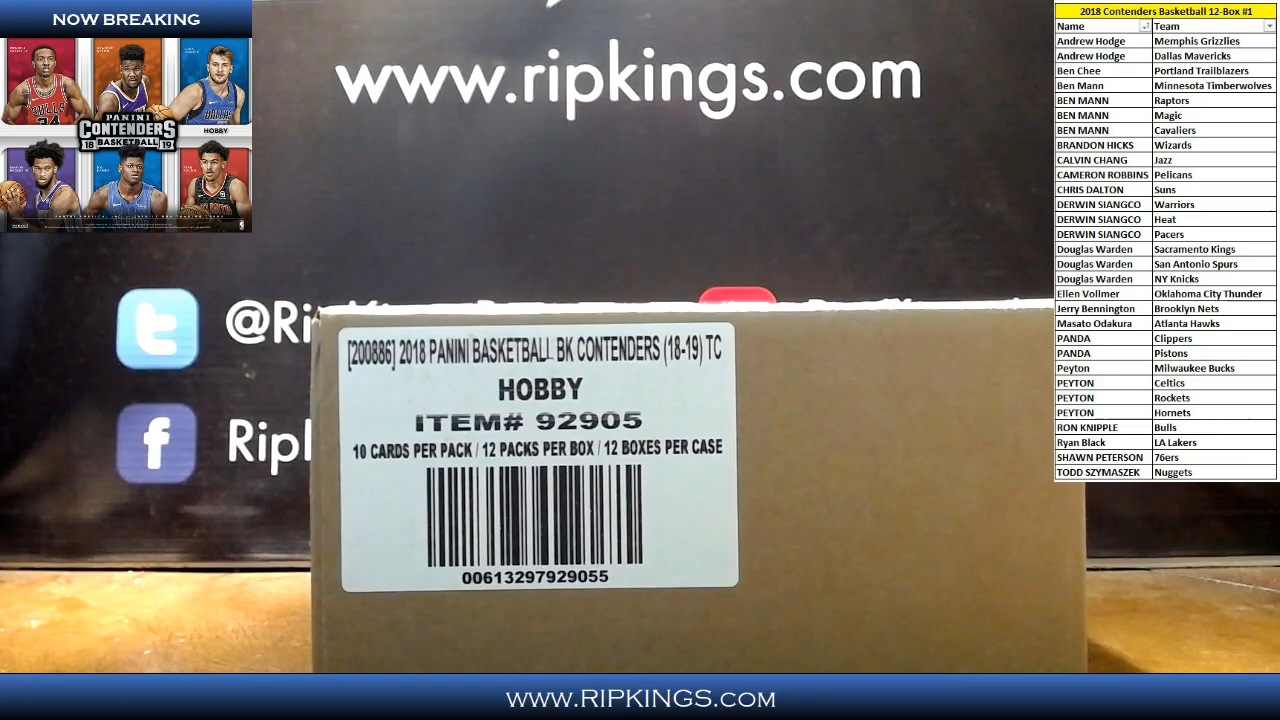 NOW BREAKING
PANINI
CONTENDERS
18 BASKETBALL 19
HOBBY
www.ripkings.com
@Ri
Ripl
[200886] 2018 PANINI BASKETBALL BK CONTENDERS (18-19) TC
HOBBY
ITEM# 92905
10 CARDS PER PACK / 12 PACKS PER BOX / 12 BOXES PER CASE
00613297929055
2018 Contenders Basketball 12-Box #1
Name Team
Andrew Hodge Memphis Grizzlies
Andrew Hodge Dallas Mavericks
Ben Chee Portland Trailblazers
Ben Mann Minnesota Timberwolves
BEN MANN Raptors
BEN MANN Magic
BEN MANN Cavaliers
BRANDON HICKS Wizards
CALVIN CHANG Jazz
CAMERON ROBBINS Pelicans
CHRIS DALTON Suns
DERWIN SIANGCO Warriors
DERWIN SIANGCO Heat
DERWIN SIANGCO Pacers
Douglas Warden Sacramento Kings
Douglas Warden San Antonio Spurs
Douglas Warden NY Knicks
Ellen Vollmer Oklahoma City Thunder
Jerry Bennington Brooklyn Nets
Masato Odakura Atlanta Hawks
PANDA Clippers
PANDA Pistons
Peyton Milwaukee Bucks
PEYTON Celtics
PEYTON Rockets
PEYTON Hornets
RON KNIPPLE Bulls
Ryan Black LA Lakers
SHAWN PETERSON 76ers
TODD SZYMASZEK Nuggets
WWW.RIPKINGS.COM